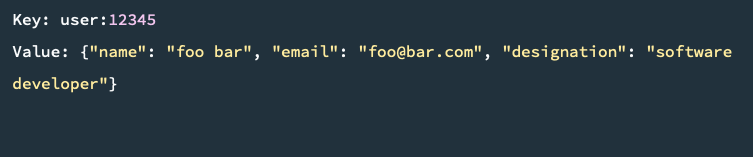 Key: user:12345
Value: {"name": "foo bar", "email": "foo@bar.com", "designation": "software
developer"}